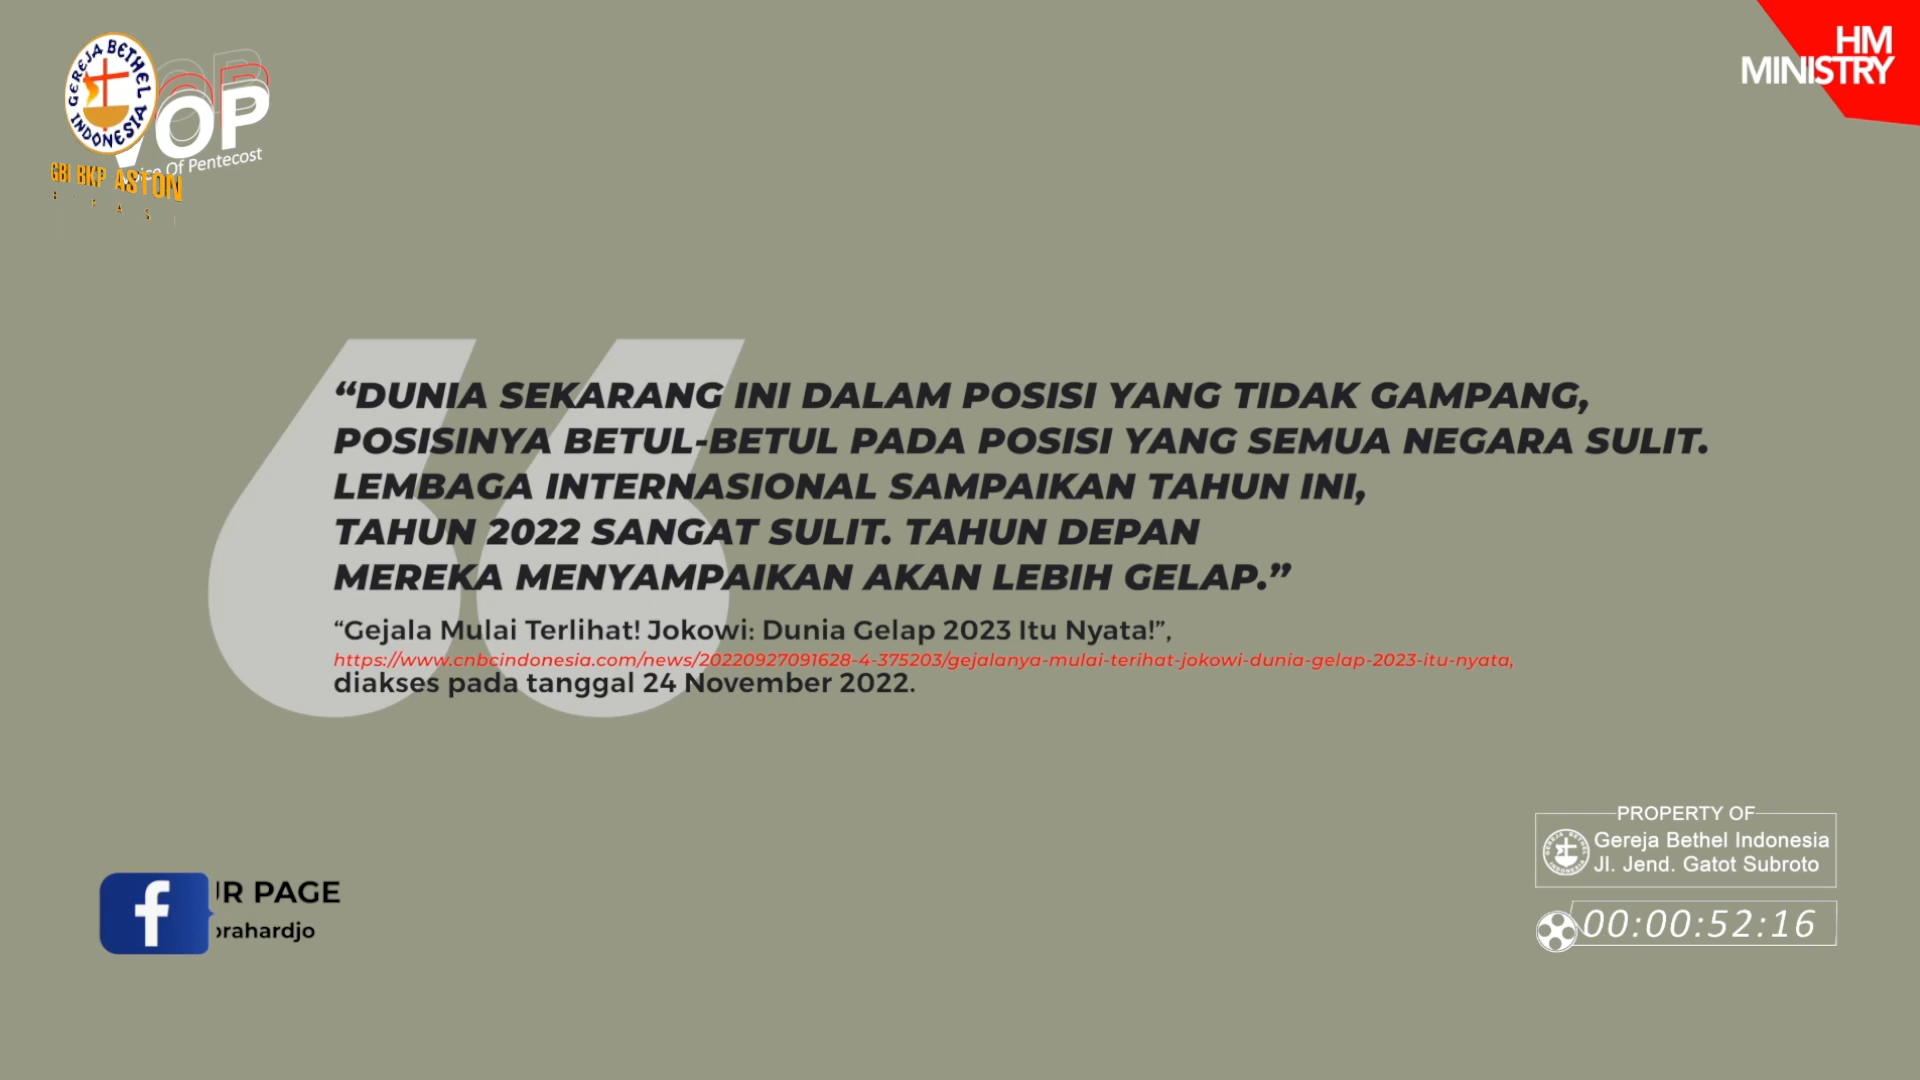 GEREJA BETHEL INDONESIA
VOP
Of Pentecost
GBI BKP ASTON
HM
MINISTRY
“DUNIA SEKARANG INI DALAM POSISI YANG TIDAK GAMPANG,
POSISINYA BETUL-BETUL PADA POSISI YANG SEMUA NEGARA SULIT.
LEMBAGA INTERNASIONAL SAMPAIKAN TAHUN INI,
TAHUN 2022 SANGAT SULIT. TAHUN DEPAN
MEREKA MENYAMPAIKAN AKAN LEBIH GELAP.”
“Gejala Mulai Terlihat! Jokowi: Dunia Gelap 2023 Itu Nyata!”,
https://www.cnbcindonesia.com/news/20220927091628-4-375203/gejalanya-mulai-terihat-jokowi-dunia-gelap-2023-itu-nyata,
diakses pada tanggal 24 November 2022.
PROPERTY OF
Gereja Bethel Indonesia
Jl. Jend. Gatot Subroto
00:00:52:16
f
PAGE